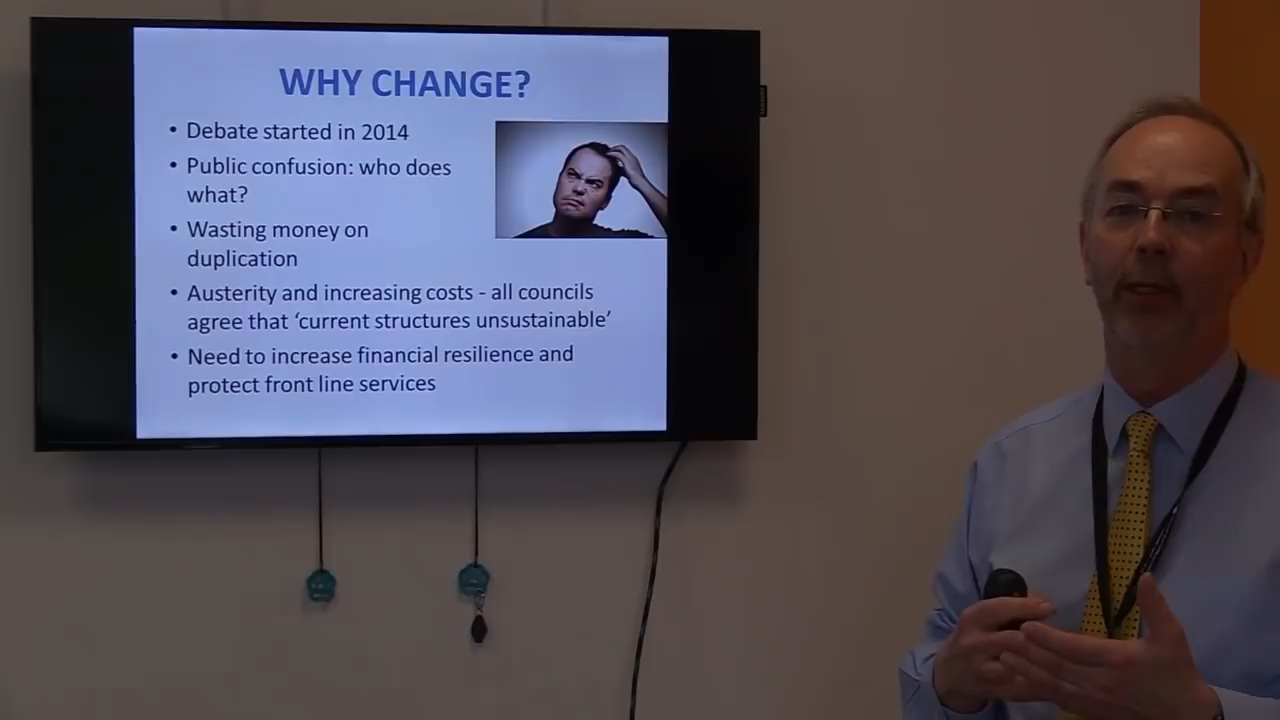 WHY CHANGE?
• Debate started in 2014
• Public confusion: who does
what?
• Wasting money on
duplication
• Austerity and increasing costs - all councils
agree that ‘current structures unsustainable’
• Need to increase financial resilience and
protect front line services